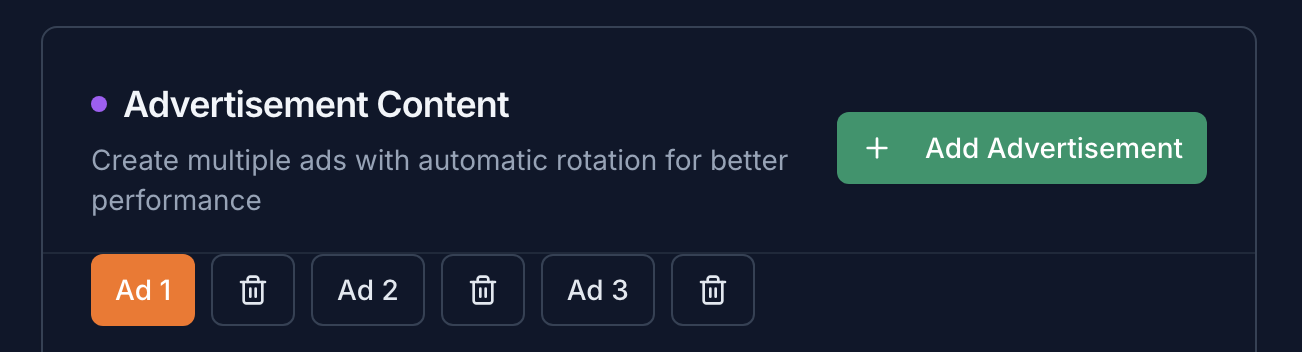 Advertisement Content
Create multiple ads with automatic rotation for better
performance
Add Advertisement
Ad 1
Ad 2
Ad 3